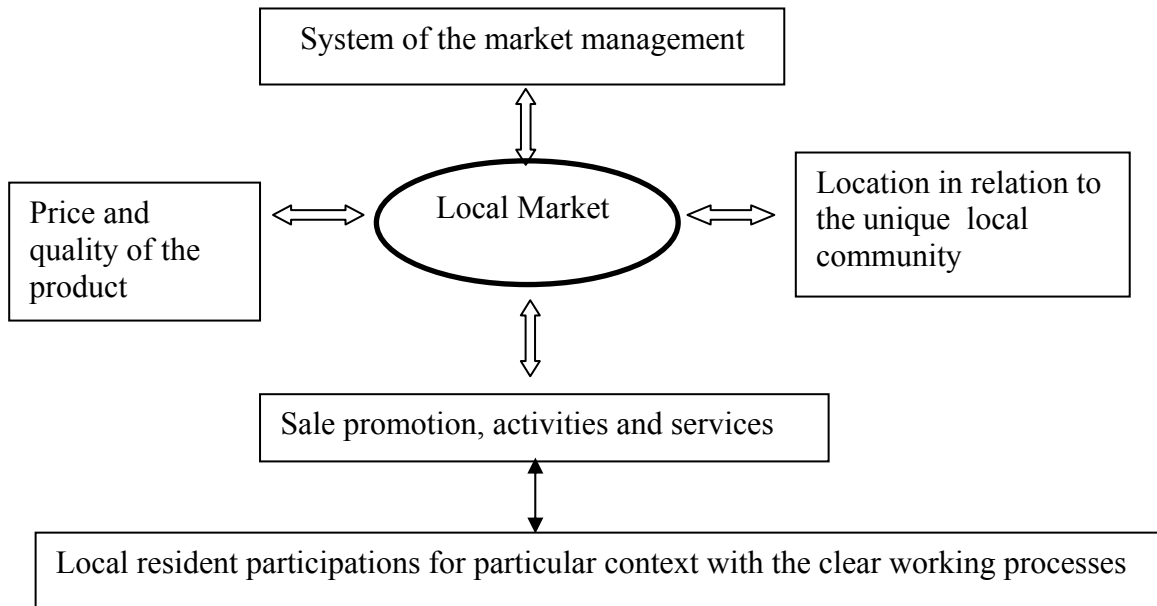 System of the market management
Price and
quality of the
product
Local Market
Location in relation to
the unique local
community
Sale promotion, activities and services
Local resident participations for particular context with the clear working processes